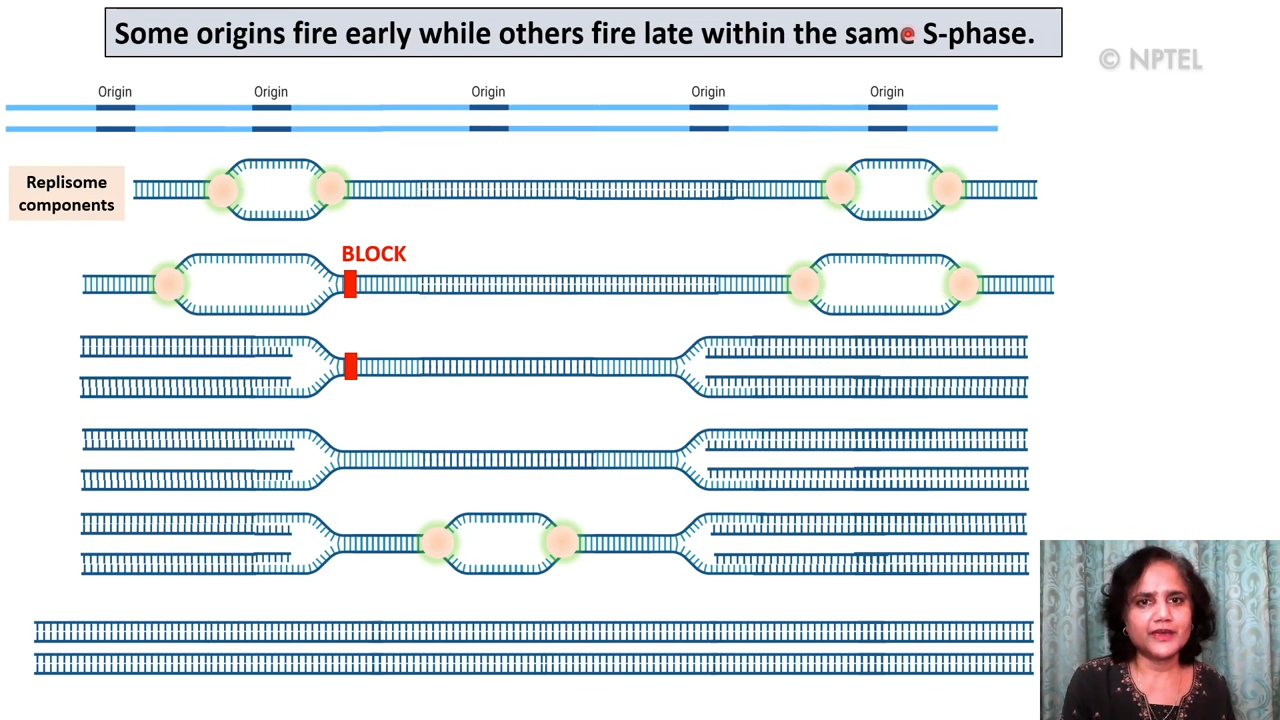 Some origins fire early while others fire late within the same S-phase.
© NPTEL
Origin Origin Origin Origin Origin
Replisome
components
BLOCK